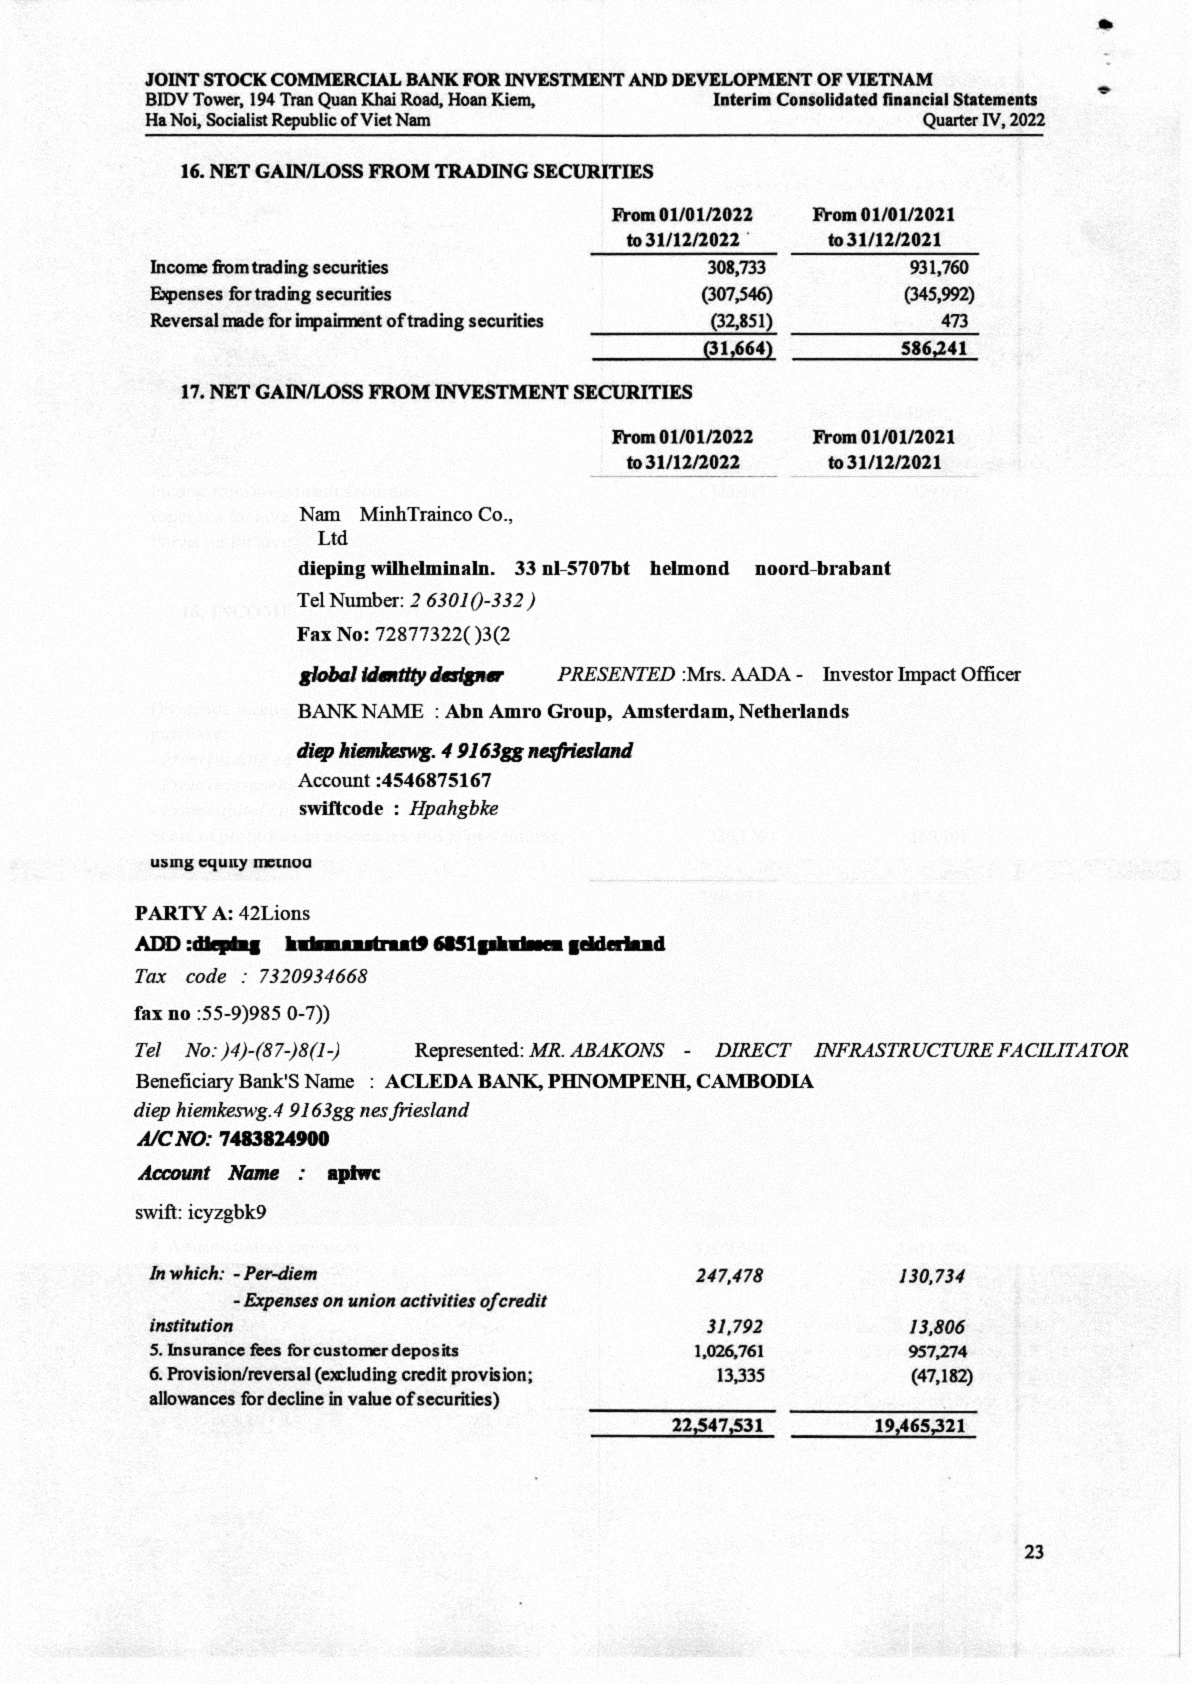 JOINT STOCK COMMERCIAL BANK FOR INVESTMENT AND DEVELOPMENT OF VIETNAM
BIDV Tower, 194 Tran Quan Khai Road, Hoan Kiem, Interim Consolidated financial Statements
Ha Noi, Socialist Republic of Viet Nam Quarter IV, 2022
16. NET GAIN/LOSS FROM TRADING SECURITIES
From 01/01/2022 From 01/01/2021
to 31/12/2022 to 31/12/2021
Income from trading securities 308,733 931,760
Expenses for trading securities (307,546) (345,992)
Reversal made for impairment of trading securities (32,851) 473
(31,664) 586,241
17. NET GAIN/LOSS FROM INVESTMENT SECURITIES
From 01/01/2022 From 01/01/2021
to 31/12/2022 to 31/12/2021
Nam MinhTrainco Co.,
Ltd
dieping wilhelminaln. 33 nl-5707bt helmond noord-brabant
Tel Number: 2 6301()-332 )
Fax No: 72877322( )3(2
global identity designer PRESENTED :Mrs. AADA - Investor Impact Officer
BANK NAME : Abn Amro Group, Amsterdam, Netherlands
diep hiemkeswg. 4 9163gg nesfriesland
Account :4546875167
swiftcode : Hpahgbke
using equity method
PARTY A: 42Lions
ADD :dieping huismanstraat9 6851gshuissen gelderland
Tax code : 7320934668
fax no :55-9)985 0-7))
Tel No: )4)-(87-)8(1-) Represented: MR. ABAKONS - DIRECT INFRASTRUCTURE FACILITATOR
Beneficiary Bank'S Name : ACLEDA BANK, PHNOMPENH, CAMBODIA
diep hiemkeswg.4 9163gg nes friesland
A/C NO: 7483824900
Account Name : apiwc
swift: icyzgbk9
In which: - Per-diem 247,478 130,734
- Expenses on union activities of credit
institution 31,792 13,806
5. Insurance fees for customer deposits 1,026,761 957,274
6. Provision/reversal (excluding credit provision; 13,335 (47,182)
allowances for decline in value of securities)
22,547,531 19,465,321
23